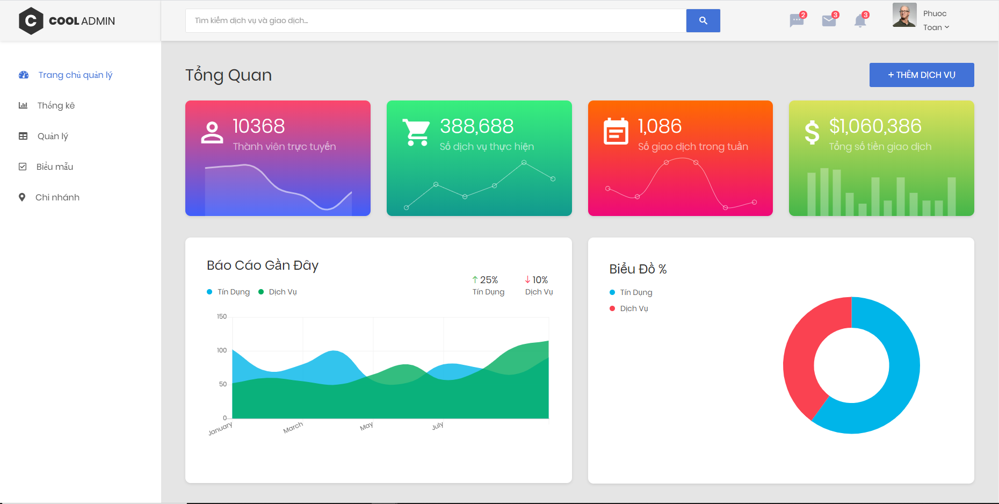 C COOL ADMIN
Tìm kiếm dịch vụ và giao dịch...
2
3
3
Phuoc
Toan
Trang chủ quản lý
Thống kê
Quản lý
Biểu mẫu
Chi nhánh
Tổng Quan
+ THÊM DỊCH VỤ
10368
Thành viên trực tuyến
388,688
Số dịch vụ thực hiện
1,086
Số giao dịch trong tuần
$1,060,386
Tổng số tiền giao dịch
Báo Cáo Gần Đây
Tín Dụng
Dịch Vụ
25%
Tín Dụng
10%
Dịch Vụ
150
100
50
0
January
March
May
July
Biểu Đồ %
Tín Dụng
Dịch Vụ